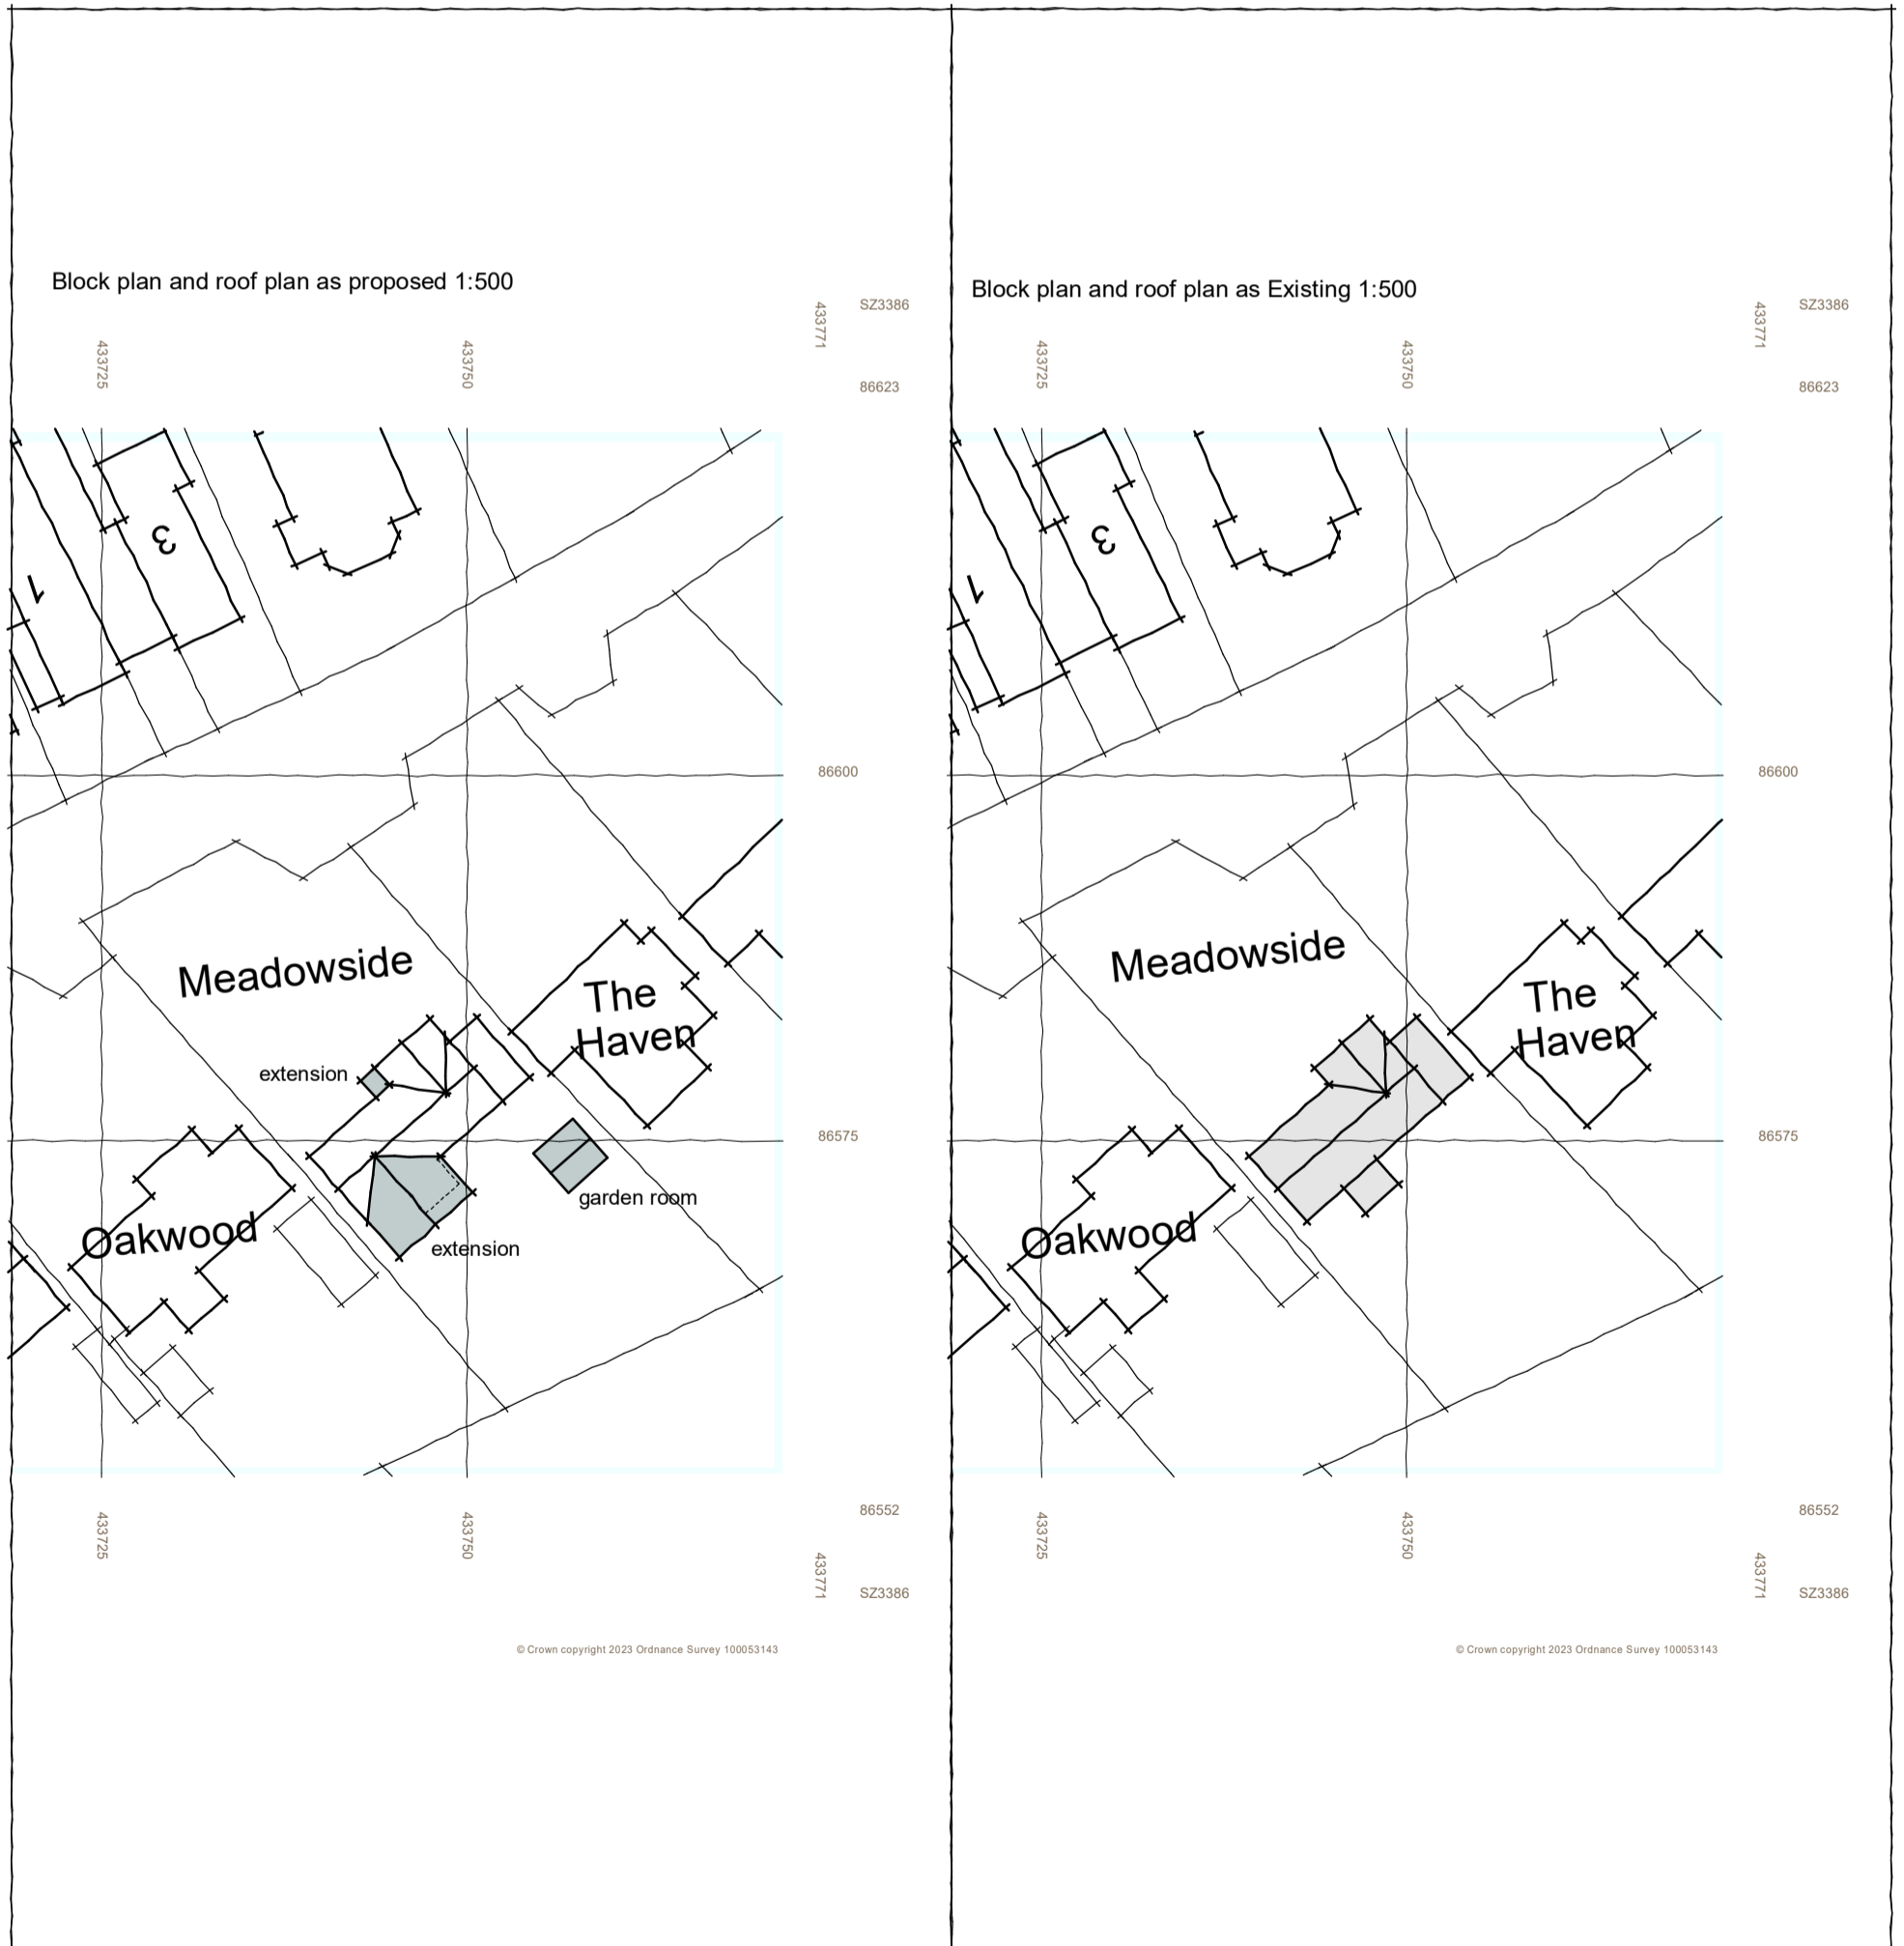 Block plan and roof plan as proposed 1:500
433771
SZ3386
433725
433750
86623
3
1
86600
Meadowside
The
Haven
extension
86575
garden room
Oakwood
extension
86552
433725
433750
433771
SZ3386
© Crown copyright 2023 Ordnance Survey 100053143
Block plan and roof plan as Existing 1:500
433771
SZ3386
433725
433750
86623
3
1
86600
Meadowside
The
Haven
86575
Oakwood
86552
433725
433750
433771
SZ3386
© Crown copyright 2023 Ordnance Survey 100053143